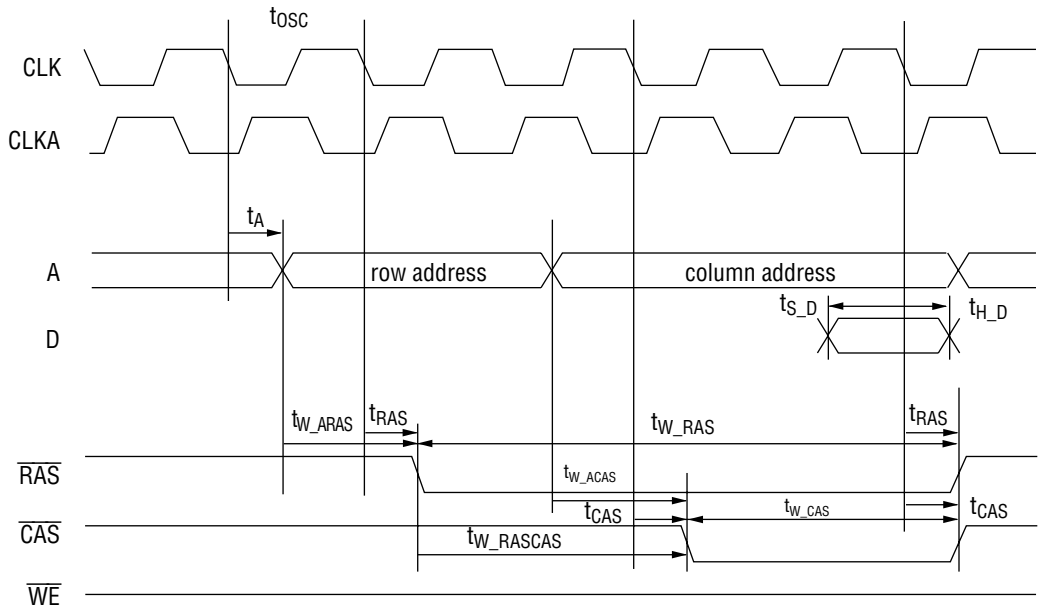 tOSC
CLK
CLKA
tA
A row address column address
tS_D tH_D
D
tW_ARAS tRAS tW_RAS tRAS
RAS
tW_ACAS
tCAS tW_CAS tCAS
CAS
tW_RASCAS
WE